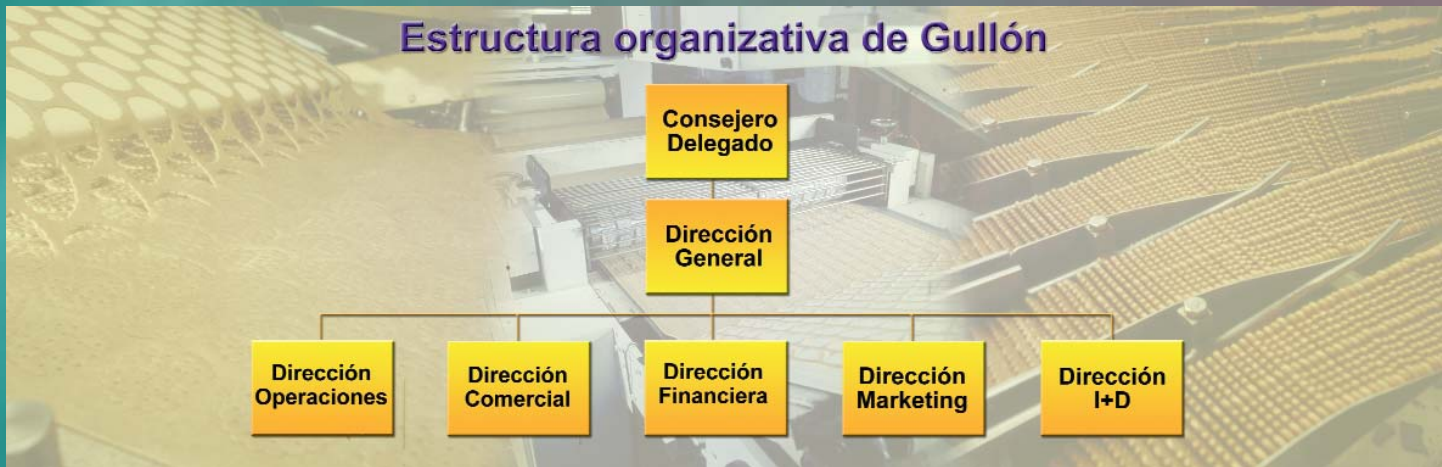 Estructura organizativa de Gullón
Consejero
Delegado
Dirección
General
Dirección
Operaciones
Dirección
Comercial
Dirección
Financiera
Dirección
Marketing
Dirección
I+D